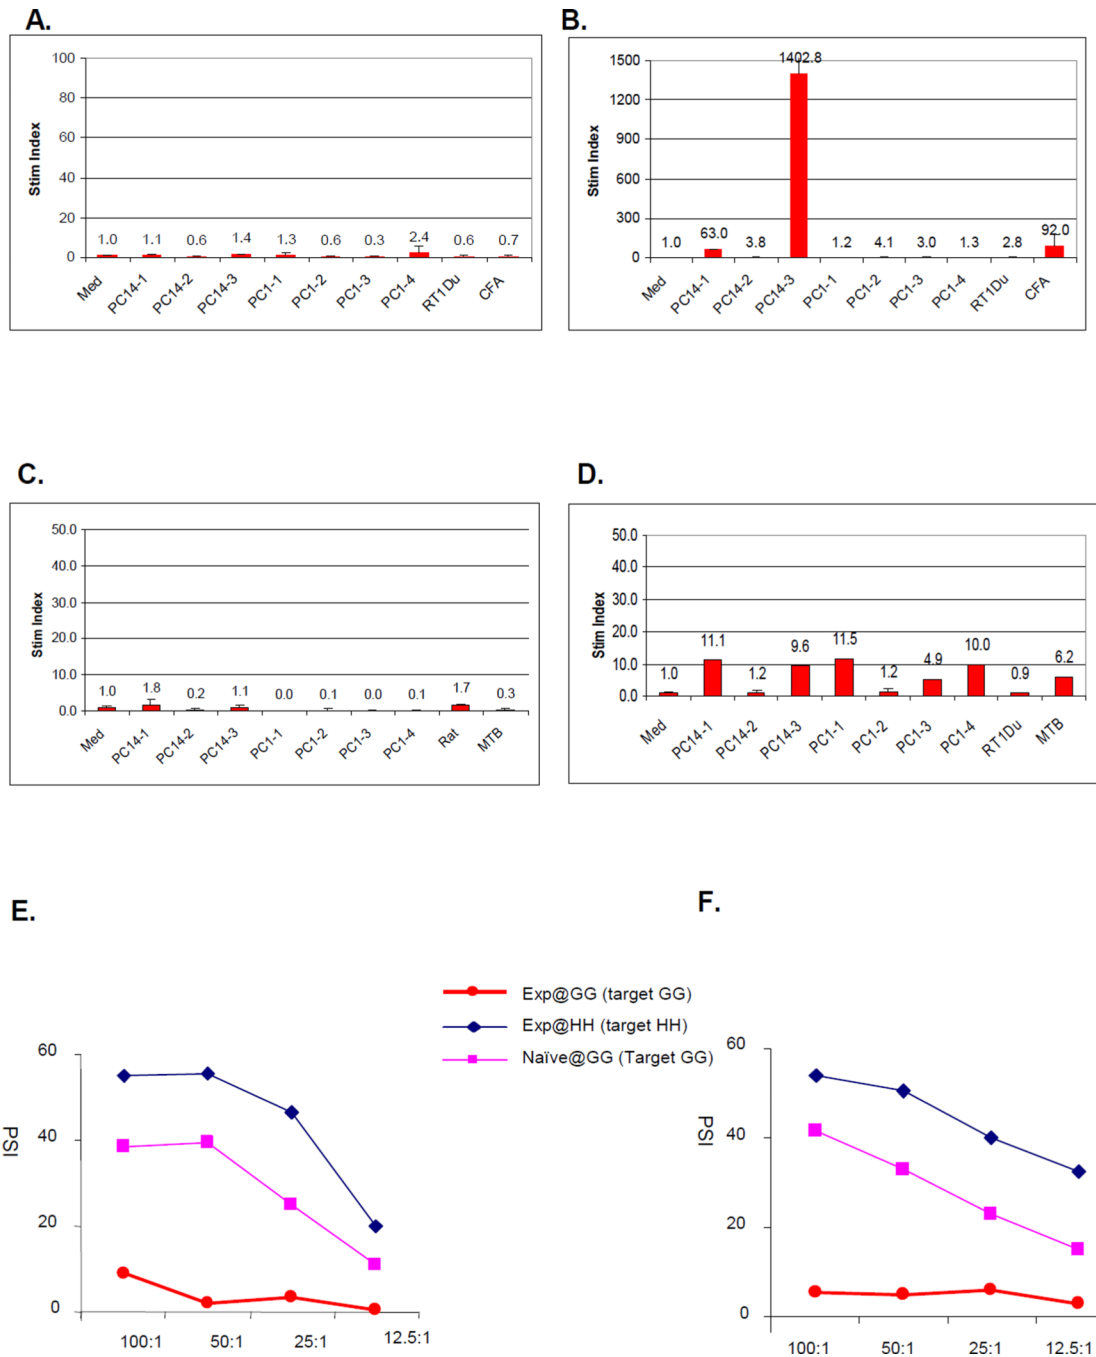 A.
100
80
60
40
20
0
Stim Index
1.0
1.1
0.6
1.4
1.3
0.6
0.3
2.4
0.6
0.7
Med
PC14-1
PC14-2
PC14-3
PC1-1
PC1-2
PC1-3
PC1-4
RT1Du
CFA
B.
1500
1200
900
600
300
0
Stim Index
1.0
63.0
3.8
1402.8
1.2
4.1
3.0
1.3
2.8
92.0
Med
PC14-1
PC14-2
PC14-3
PC1-1
PC1-2
PC1-3
PC1-4
RT1Du
CFA
C.
50.0
40.0
30.0
20.0
10.0
0.0
Stim Index
1.0
1.8
0.2
1.1
0.0
0.1
0.0
0.1
1.7
0.3
Med
PC14-1
PC14-2
PC14-3
PC1-1
PC1-2
PC1-3
PC1-4
Rat
MTB
D.
50.0
40.0
30.0
20.0
10.0
0.0
Stim Index
1.0
11.1
1.2
9.6
11.5
1.2
4.9
10.0
0.9
6.2
Med
PC14-1
PC14-2
PC14-3
PC1-1
PC1-2
PC1-3
PC1-4
RT1Du
MTB
E.
Exp@GG (target GG)
Exp@HH (target HH)
Naïve@GG (Target GG)
60
40
20
0
PSI
100:1
50:1
25:1
12.5:1
F.
60
40
20
0
PSI
100:1
50:1
25:1
12.5:1